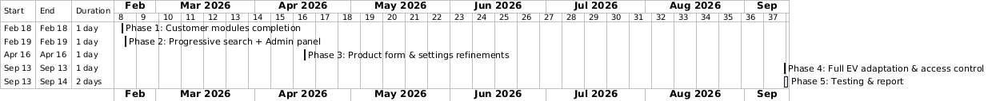 Start End Duration Feb Mar 2026 Apr 2026 May 2026 Jun 2026 Jul 2026 Aug 2026 Sep
8 9 10 11 12 13 14 15 16 17 18 19 20 21 22 23 24 25 26 27 28 29 30 31 32 33 34 35 36 37
Feb 18 Feb 18 1 day Phase 1: Customer modules completion
Feb 19 Feb 19 1 day Phase 2: Progressive search + Admin panel
Apr 16 Apr 16 1 day Phase 3: Product form & settings refinements
Sep 13 Sep 13 1 day Phase 4: Full EV adaptation & access control
Sep 13 Sep 14 2 days Phase 5: Testing & report
Feb Mar 2026 Apr 2026 May 2026 Jun 2026 Jul 2026 Aug 2026 Sep